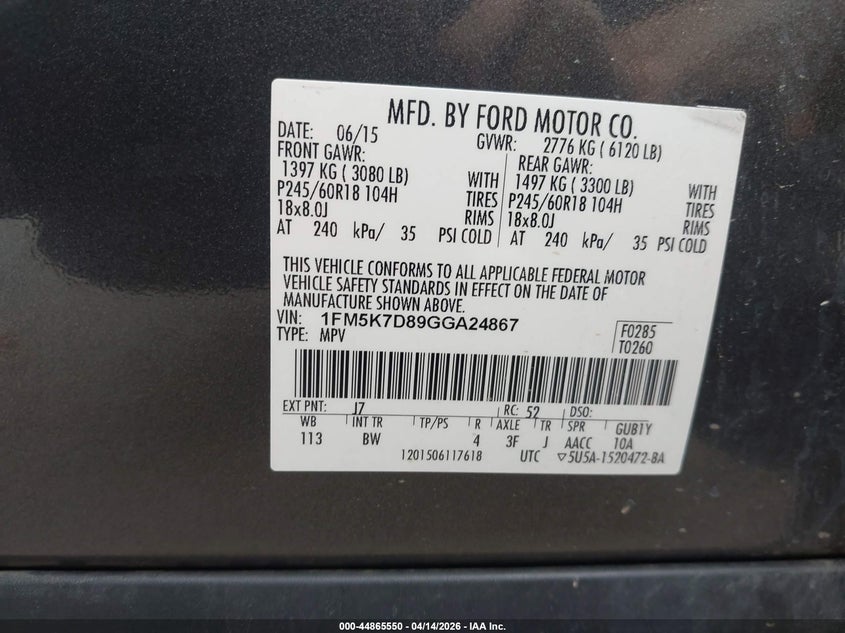 MFD. BY FORD MOTOR CO.
DATE: 06/15 GVWR: 2776 KG ( 6120 LB)
FRONT GAWR: REAR GAWR:
1397 KG ( 3080 LB) WITH 1497 KG ( 3300 LB) WITH
P245/60R18 104H TIRES P245/60R18 104H TIRES
18x8.0J RIMS 18x8.0J RIMS
AT 240 kPa/ 35 PSI COLD AT 240 kPa/ 35 PSI COLD
THIS VEHICLE CONFORMS TO ALL APPLICABLE FEDERAL MOTOR
VEHICLE SAFETY STANDARDS IN EFFECT ON THE DATE OF
MANUFACTURE SHOWN ABOVE.
VIN: 1FM5K7D89GGA24867 F0285
TYPE: MPV T0260
EXT PNT: J7 RC: 52 DSO:
WB INT TR TP/PS R AXLE TR SPR GUB1Y
113 BW 4 3F J AACC 10A
1201506117618 UTC ▽5U5A-1520472-BA
000-44865550 - 04/14/2026 - IAA Inc.